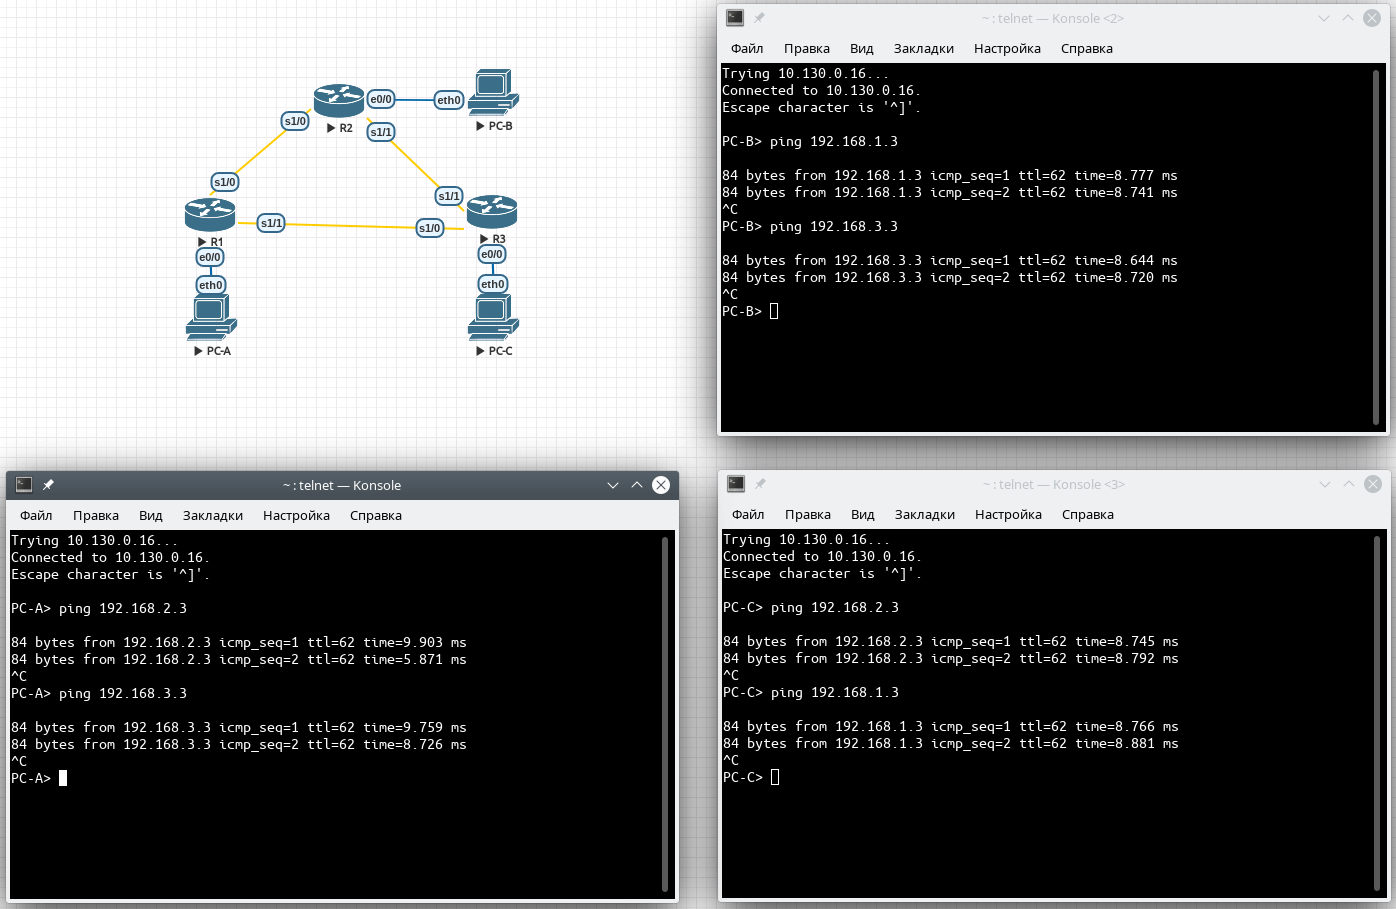 s1/0
R2
e0/0
eth0
PC-B
s1/1
s1/0
R1
s1/1
s1/1
s1/0
R3
e0/0
eth0
PC-A
e0/0
eth0
PC-C
~ : telnet — Konsole <2>
Файл Правка Вид Закладки Настройка Справка
Trying 10.130.0.16...
Connected to 10.130.0.16.
Escape character is '^]'.
PC-B> ping 192.168.1.3
84 bytes from 192.168.1.3 icmp_seq=1 ttl=62 time=8.777 ms
84 bytes from 192.168.1.3 icmp_seq=2 ttl=62 time=8.741 ms
^C
PC-B> ping 192.168.3.3
84 bytes from 192.168.3.3 icmp_seq=1 ttl=62 time=8.644 ms
84 bytes from 192.168.3.3 icmp_seq=2 ttl=62 time=8.720 ms
^C
PC-B>
~ : telnet — Konsole
Файл Правка Вид Закладки Настройка Справка
Trying 10.130.0.16...
Connected to 10.130.0.16.
Escape character is '^]'.
PC-A> ping 192.168.2.3
84 bytes from 192.168.2.3 icmp_seq=1 ttl=62 time=9.903 ms
84 bytes from 192.168.2.3 icmp_seq=2 ttl=62 time=5.871 ms
^C
PC-A> ping 192.168.3.3
84 bytes from 192.168.3.3 icmp_seq=1 ttl=62 time=9.759 ms
84 bytes from 192.168.3.3 icmp_seq=2 ttl=62 time=8.726 ms
^C
PC-A>
~ : telnet — Konsole <3>
Файл Правка Вид Закладки Настройка Справка
Trying 10.130.0.16...
Connected to 10.130.0.16.
Escape character is '^]'.
PC-C> ping 192.168.2.3
84 bytes from 192.168.2.3 icmp_seq=1 ttl=62 time=8.745 ms
84 bytes from 192.168.2.3 icmp_seq=2 ttl=62 time=8.792 ms
^C
PC-C> ping 192.168.1.3
84 bytes from 192.168.1.3 icmp_seq=1 ttl=62 time=8.766 ms
84 bytes from 192.168.1.3 icmp_seq=2 ttl=62 time=8.881 ms
^C
PC-C>